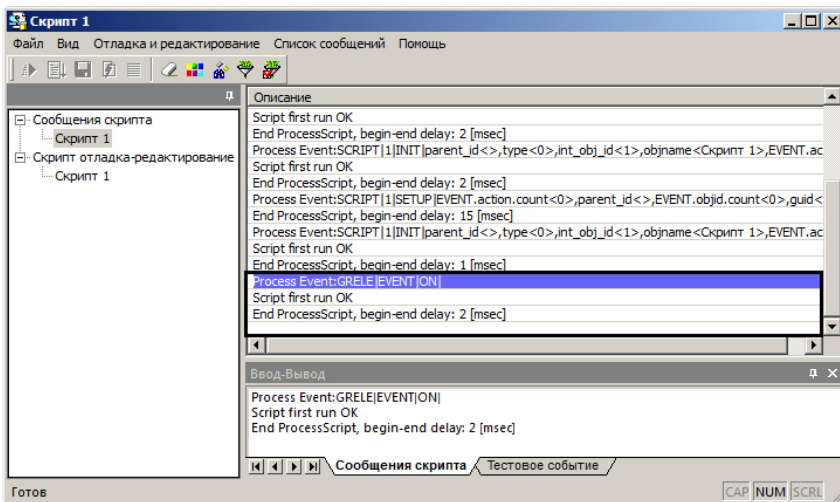 Скрипт 1
Файл Вид Отладка и редактирование Список сообщений Помощь
Описание
Сообщения скрипта
Скрипт 1
Скрипт отладка-редактирование
Скрипт 1
Script first run OK
End ProcessScript, begin-end delay: 2 [msec]
Process Event:SCRIPT|1|INIT|parent_id<>,type<0>,int_obj_id<1>,objname<Скрипт 1>,EVENT.ac
Script first run OK
End ProcessScript, begin-end delay: 2 [msec]
Process Event:SCRIPT|1|SETUP|EVENT.action.count<0>,parent_id<>,EVENT.objid.count<0>,guid<
End ProcessScript, begin-end delay: 15 [msec]
Process Event:SCRIPT|1|INIT|parent_id<>,type<0>,int_obj_id<1>,objname<Скрипт 1>,EVENT.ac
Script first run OK
End ProcessScript, begin-end delay: 1 [msec]
Process Event:GRELE|EVENT|ON|
Script first run OK
End ProcessScript, begin-end delay: 2 [msec]
Ввод-Вывод
Process Event:GRELE|EVENT|ON|
Script first run OK
End ProcessScript, begin-end delay: 2 [msec]
Сообщения скрипта Тестовое событие
Готов CAP NUM SCRL